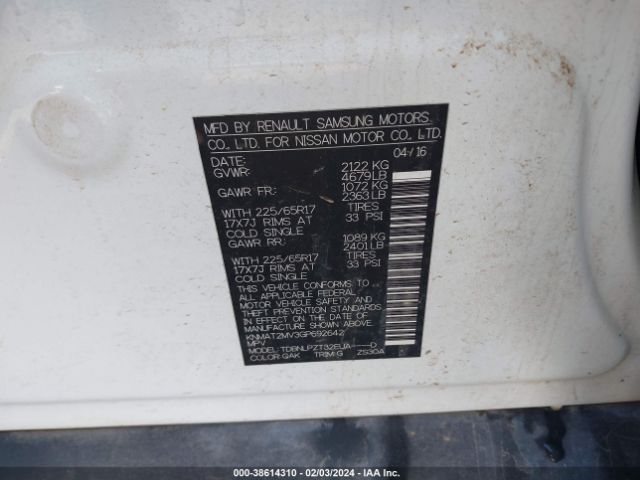 MFD BY RENAULT SAMSUNG MOTORS
CO., LTD. FOR NISSAN MOTOR CO., LTD.
DATE: 04/16
GVWR: 2122 KG
4679 LB
GAWR FR: 1072 KG
2363 LB
WITH 225/65R17 TIRES
17X7J RIMS AT 33 PSI
COLD SINGLE
GAWR RR: 1089 KG
2401 LB
WITH 225/65R17 TIRES
17X7J RIMS AT 33 PSI
COLD SINGLE
THIS VEHICLE CONFORMS TO
ALL APPLICABLE FEDERAL
MOTOR VEHICLE SAFETY AND
THEFT PREVENTION STANDARDS
IN EFFECT ON THE DATE OF
MANUFACTURE SHOWN ABOVE.
KNMAT2MV3GP692642
MPV
MODEL: TDBNLPZT32EUA----D
COLOR: QAK TRIM: G ZS30A
000-38614310 - 02/03/2024 - IAA Inc.